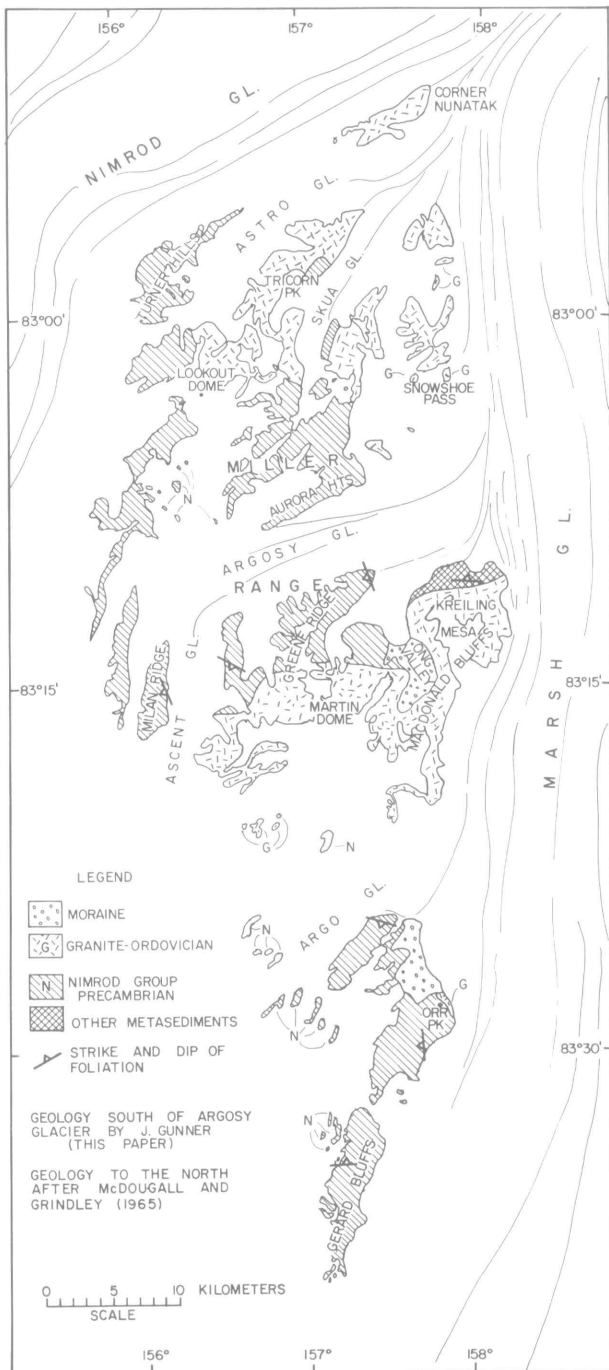 156°
157°
158°
CORNER
NUNATAK
NIMROD GL.
ASTRO GL.
TURNER HILLS
TRICORN
PK
SKUA GL.
G
83°00'
83°00'
LOOKOUT
DOME
G
G
SNOWSHOE
PASS
MILLER
AURORA HTS
N
ARGOSY GL.
RANGE
KREILING
MESA
GREENE RIDGE
LONG
VALLEY
MACDONALD BLUFFS
83°15'
83°15'
MILAN RIDGE
ASCENT GL.
MARTIN
DOME
MARSH GL.
G
N
LEGEND
MORAINE
G GRANITE-ORDOVICIAN
N NIMROD GROUP
PRECAMBRIAN
OTHER METASEDIMENTS
STRIKE AND DIP OF
FOLIATION
N
ARGO GL.
N
G
ORR
PK
83°30'
GEOLOGY SOUTH OF ARGOSY
GLACIER BY J. GUNNER
(THIS PAPER)
N
GEOLOGY TO THE NORTH
AFTER McDOUGALL AND
GRINDLEY (1965)
GERARD BLUFFS
0 5 10 KILOMETERS
SCALE
156°
157°
158°